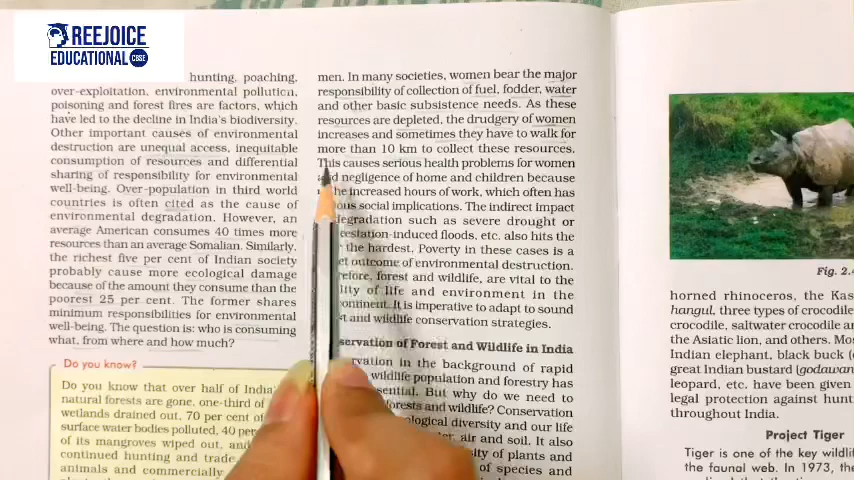 REEJOICE
EDUCATIONAL CBSE
hunting, poaching,
over-exploitation, environmental pollution,
poisoning and forest fires are factors, which
have led to the decline in India's biodiversity.
Other important causes of environmental
destruction are unequal access, inequitable
consumption of resources and differential
sharing of responsibility for environmental
well-being. Over-population in third world
countries is often cited as the cause of
environmental degradation. However, an
average American consumes 40 times more
resources than an average Somalian. Similarly,
the richest five per cent of Indian society
probably cause more ecological damage
because of the amount they consume than the
poorest 25 per cent. The former shares
minimum responsibilities for environmental
well-being. The question is: who is consuming
what, from where and how much?
Do you know?
Do you know that over half of India
natural forests are gone, one-third of
wetlands drained out, 70 per cent of
surface water bodies polluted, 40 per
of its mangroves wiped out, and
continued hunting and trade
animals and commercially
men. In many societies, women bear the major
responsibility of collection of fuel, fodder, water
and other basic subsistence needs. As these
resources are depleted, the drudgery of women
increases and sometimes they have to walk for
more than 10 km to collect these resources.
This causes serious health problems for women
and negligence of home and children because
the increased hours of work, which often has
social implications. The indirect impact
degradation such as severe drought or
-induced floods, etc. also hits the
the hardest. Poverty in these cases is a
outcome of environmental destruction.
forest and wildlife, are vital to the
of life and environment in the
It is imperative to adapt to sound
and wildlife conservation strategies.
of Forest and Wildlife in India
in the background of rapid
wildlife population and forestry has
But why do we need to
forests and wildlife? Conservation
diversity and our life
air and soil. It also
of plants and
of species and
Fig. 2.4
horned rhinoceros, the Kas
hangul, three types of crocodile
crocodile, saltwater crocodile a
the Asiatic lion, and others. Mos
Indian elephant, black buck (
great Indian bustard (godawan
leopard, etc. have been given
legal protection against hunt
throughout India.
Project Tiger
Tiger is one of the key wildli
the faunal web. In 1973, the